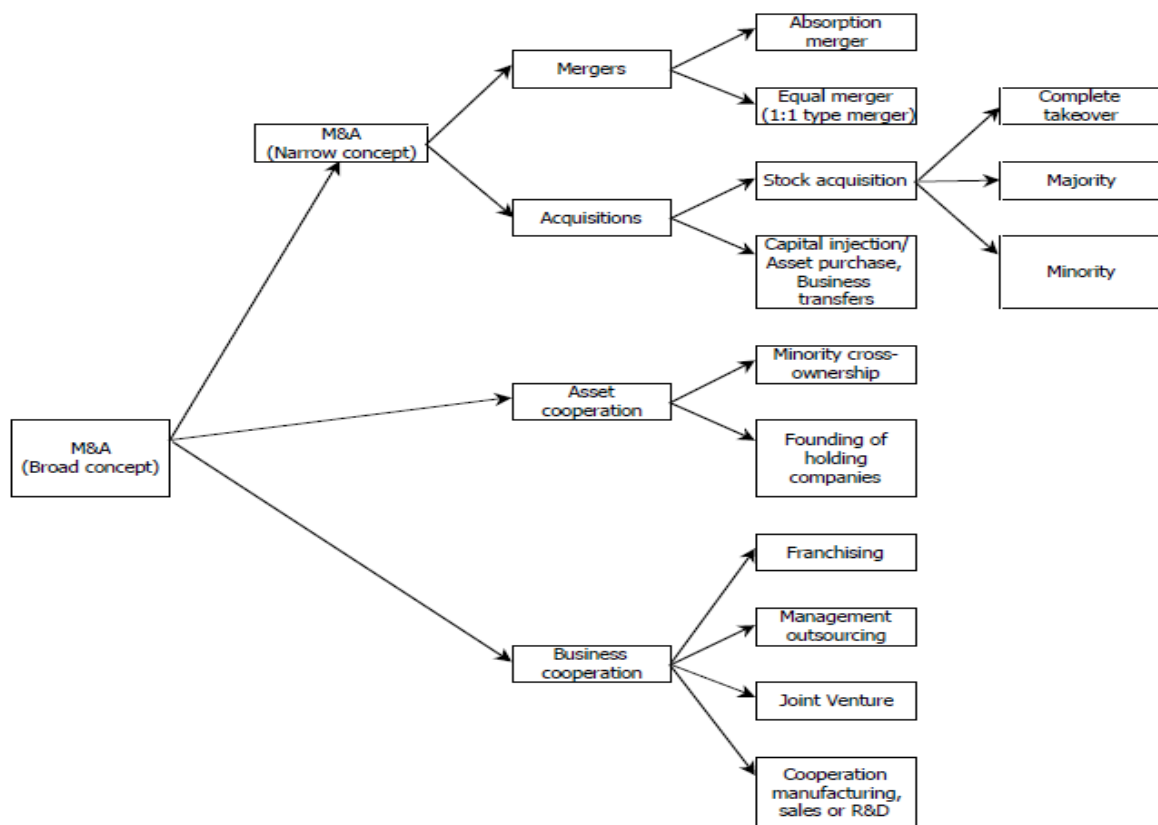 Absorption
merger
Mergers
Equal merger
(1:1 type merger)
Complete
takeover
M&A
(Narrow concept)
Stock acquisition
Majority
Acquisitions
Capital injection/
Asset purchase,
Business
transfers
Minority
Minority cross-
ownership
Asset
cooperation
M&A
(Broad concept)
Founding of
holding
companies
Franchising
Management
outsourcing
Business
cooperation
Joint Venture
Cooperation
manufacturing,
sales or R&D